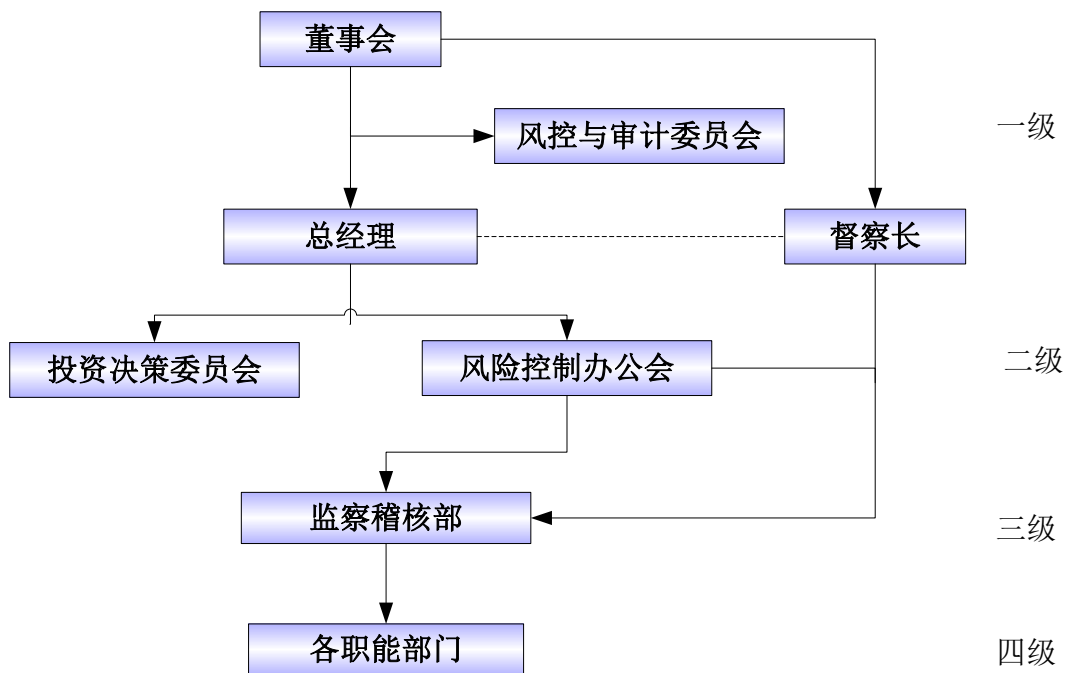 董事会
风控与审计委员会
一级
总经理
督察长
投资决策委员会
风险控制办公会
二级
监察稽核部
三级
各职能部门
四级